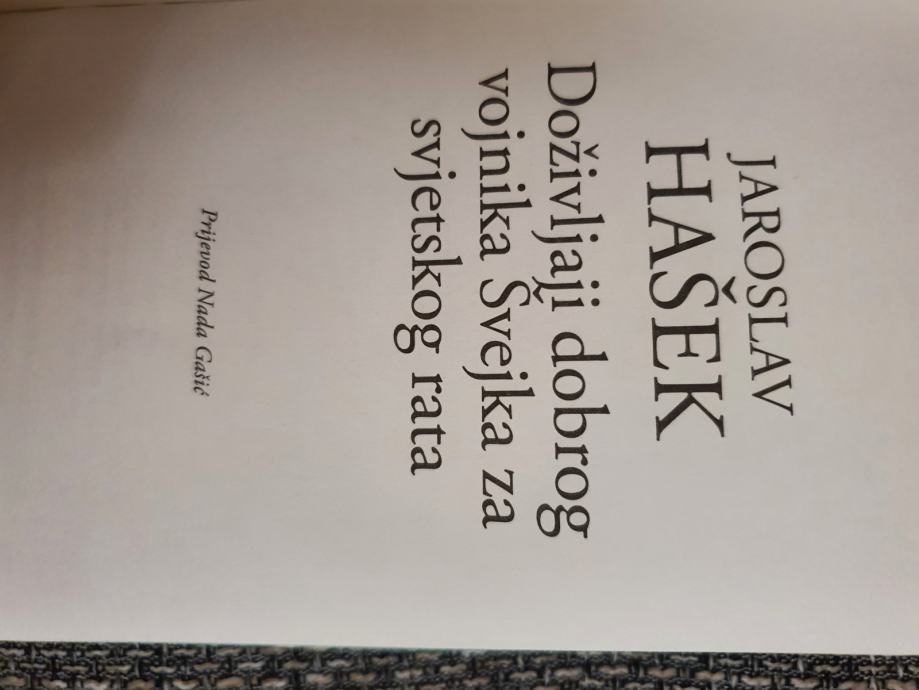 JAROSLAV
HAŠEK
Doživljaji dobrog
vojnika Švejka za
svjetskog rata
Prijevod Nada Gašić